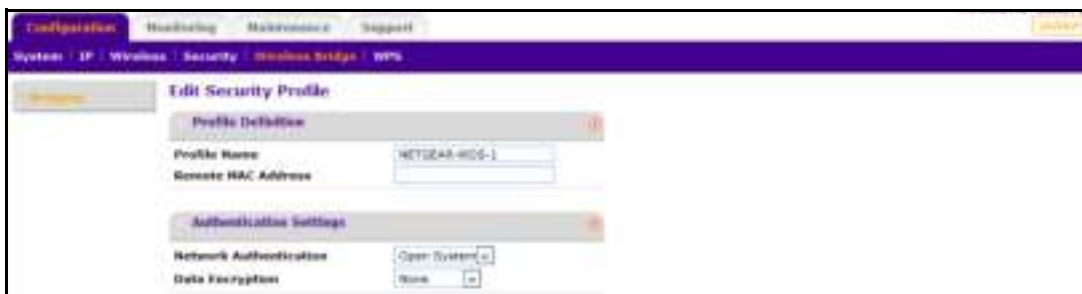 Configuration Monitoring Maintenance Support
System IP Wireless Security Wireless Bridge WPS
Edit Security Profile
Profile Definition
Profile Name NETGEAR-WDS-1
Remote MAC Address
Authentication Settings
Network Authentication Open System
Data Encryption None